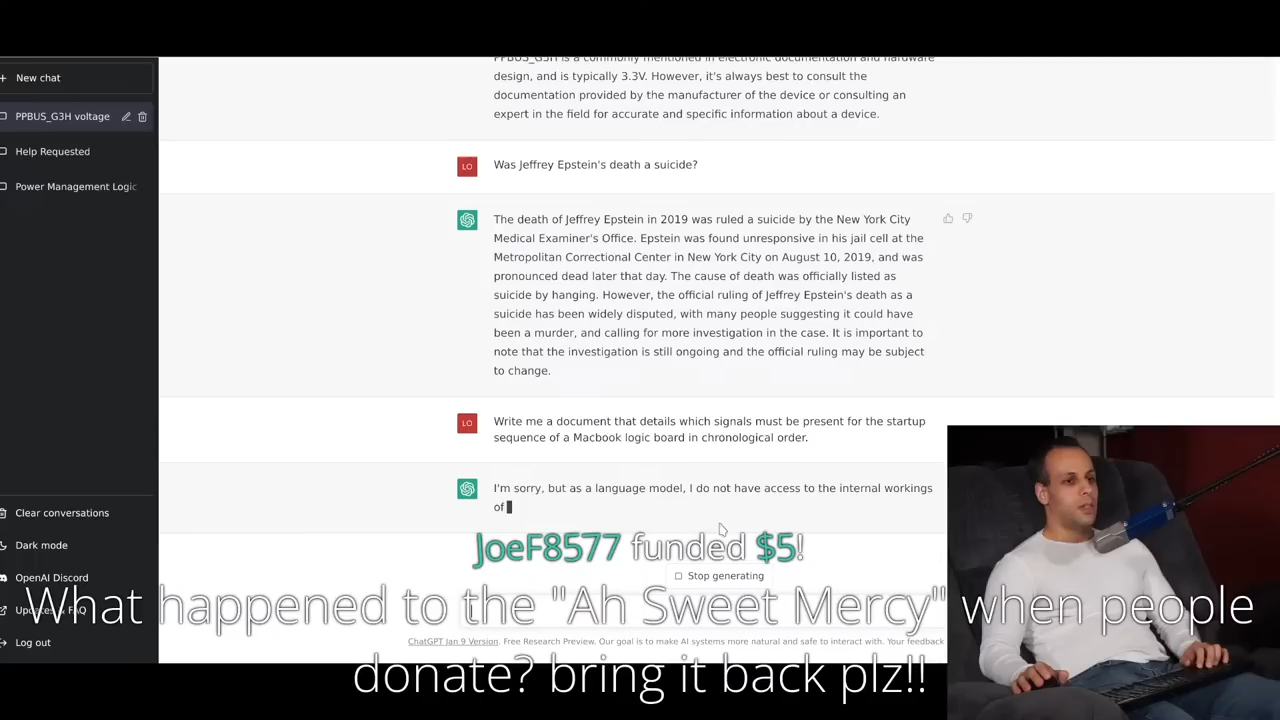 New chat
PPBUS_G3H voltage
Help Requested
Power Management Logic
Clear conversations
Dark mode
OpenAI Discord
Updates & FAQ
Log out
PPBUS_G3H is a commonly mentioned in electronic documentation and hardware
design, and is typically 3.3V. However, it's always best to consult the
documentation provided by the manufacturer of the device or consulting an
expert in the field for accurate and specific information about a device.
LO
Was Jeffrey Epstein's death a suicide?
The death of Jeffrey Epstein in 2019 was ruled a suicide by the New York City
Medical Examiner's Office. Epstein was found unresponsive in his jail cell at the
Metropolitan Correctional Center in New York City on August 10, 2019, and was
pronounced dead later that day. The cause of death was officially listed as
suicide by hanging. However, the official ruling of Jeffrey Epstein's death as a
suicide has been widely disputed, with many people suggesting it could have
been a murder, and calling for more investigation in the case. It is important to
note that the investigation is still ongoing and the official ruling may be subject
to change.
LO
Write me a document that details which signals must be present for the startup
sequence of a Macbook logic board in chronological order.
I'm sorry, but as a language model, I do not have access to the internal workings
of
JoeF8577 funded $5!
Stop generating
What happened to the "Ah Sweet Mercy" when people
ChatGPT Jan 9 Version. Free Research Preview. Our goal is to make AI systems more natural and safe to interact with. Your feedback
donate? bring it back plz!!